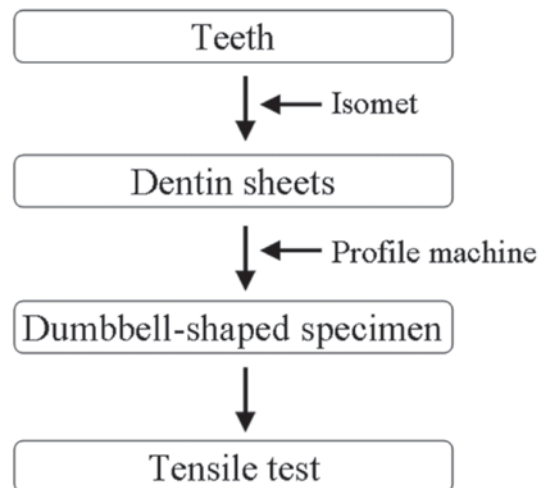 Teeth
Isomet
Dentin sheets
Profile machine
Dumbbell-shaped specimen
Tensile test